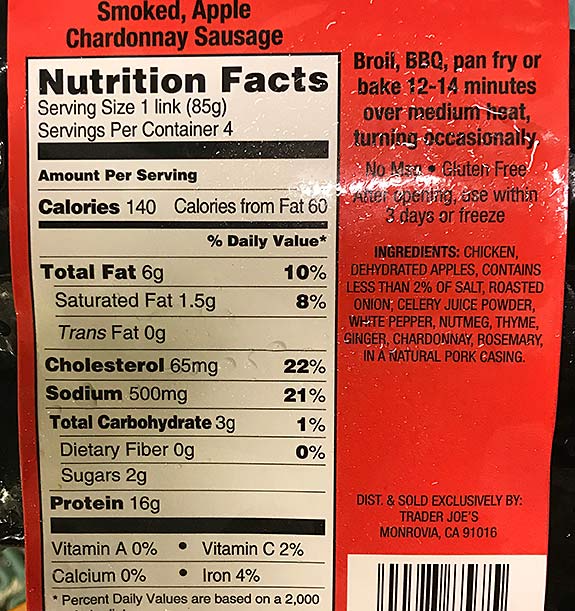 Smoked, Apple
Chardonnay Sausage
Nutrition Facts
Serving Size 1 link (85g)
Servings Per Container 4
Amount Per Serving
Calories 140 Calories from Fat 60
% Daily Value*
Total Fat 6g 10%
Saturated Fat 1.5g 8%
Trans Fat 0g
Cholesterol 65mg 22%
Sodium 500mg 21%
Total Carbohydrate 3g 1%
Dietary Fiber 0g 0%
Sugars 2g
Protein 16g
Vitamin A 0% • Vitamin C 2%
Calcium 0% • Iron 4%
* Percent Daily Values are based on a 2,000
Broil, BBQ, pan fry or
bake 12-14 minutes
over medium heat,
turning occasionally
No Msg • Gluten Free
After opening, use within
3 days or freeze
INGREDIENTS: CHICKEN,
DEHYDRATED APPLES, CONTAINS
LESS THAN 2% OF SALT, ROASTED
ONION, CELERY JUICE POWDER,
WHITE PEPPER, NUTMEG, THYME,
GINGER, CHARDONNAY, ROSEMARY,
IN A NATURAL PORK CASING.
DIST. & SOLD EXCLUSIVELY BY:
TRADER JOE'S
MONROVIA, CA 91016